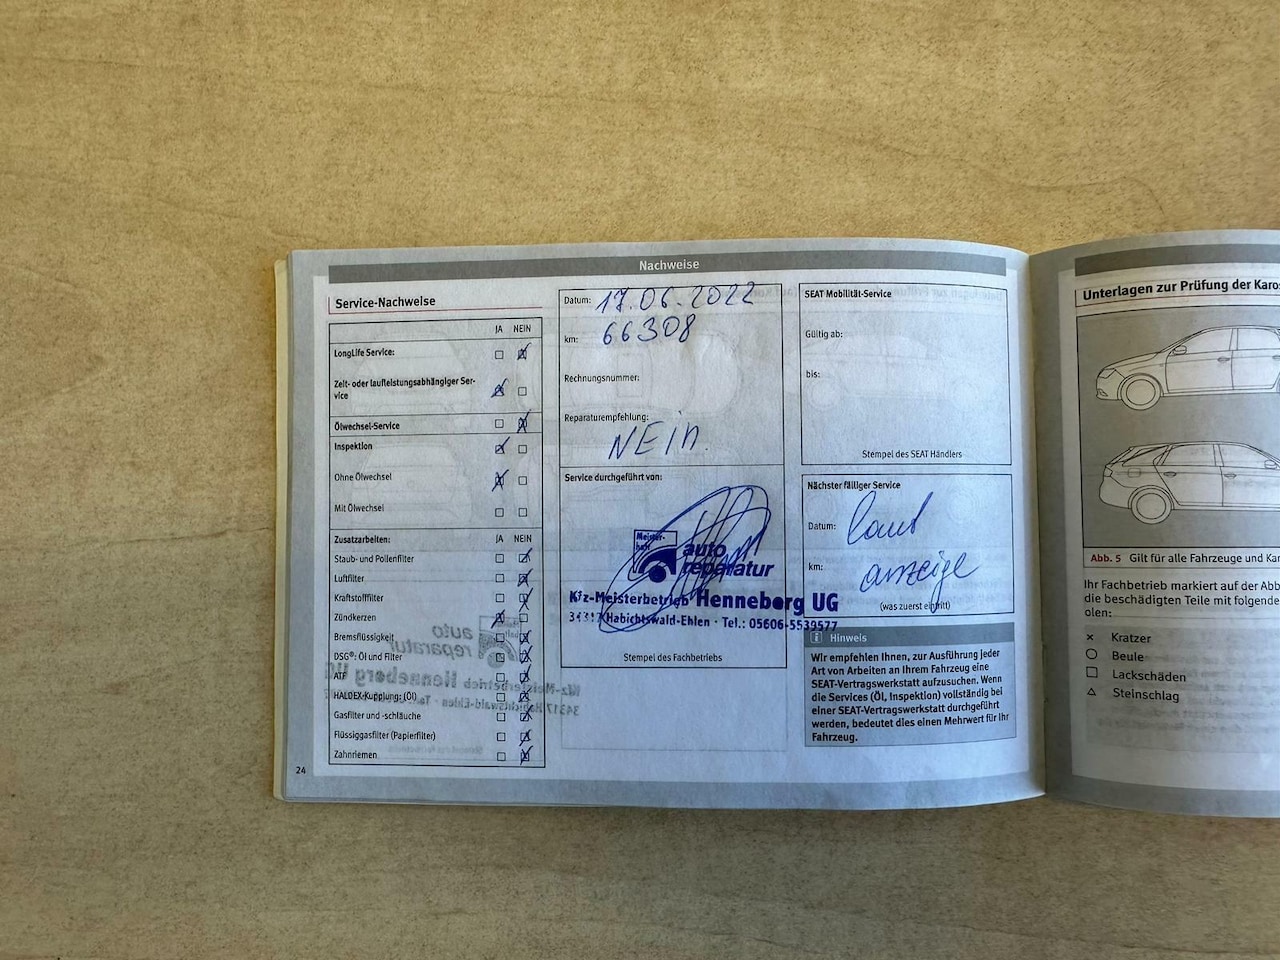 Nachweise
Service-Nachweise
JA NEIN
LongLife Service:
Zeit- oder laufleistungsabhängiger Ser-
vice
Ölwechsel-Service
Inspektion
Ohne Ölwechsel
Mit Ölwechsel
Zusatzarbeiten: JA NEIN
Staub- und Pollenfilter
Luftfilter
Kraftstofffilter
Zündkerzen
Bremsflüssigkeit
DSG®: Öl und Filter
ATF
HALDEX-Kupplung: (Öl)
Gasfilter und -schläuche
Flüssiggasfilter (Papierfilter)
Zahnriemen
24
Datum: 17.06.2022
km: 66308
Rechnungsnummer:
Reparaturempfehlung:
NEin.
Service durchgeführt von:
Meister-
haft
auto
reparatur
Kfz-Meisterbetrieb Henneberg UG
34317 Habichtswald-Ehlen · Tel.: 05606-5539577
Stempel des Fachbetriebs
SEAT Mobilität-Service
Gültig ab:
bis:
Stempel des SEAT Händlers
Nächster fälliger Service
Datum: laut
km: anzeige
(was zuerst eintritt)
Hinweis
Wir empfehlen Ihnen, zur Ausführung jeder
Art von Arbeiten an Ihrem Fahrzeug eine
SEAT-Vertragswerkstatt aufzusuchen. Wenn
die Services (Öl, Inspektion) vollständig bei
einer SEAT-Vertragswerkstatt durchgeführt
werden, bedeutet dies einen Mehrwert für Ihr
Fahrzeug.
Unterlagen zur Prüfung der Karos
Abb. 5 Gilt für alle Fahrzeuge und Kar
Ihr Fachbetrieb markiert auf der Abb
die beschädigten Teile mit folgende
olen:
Kratzer
Beule
Lackschäden
Steinschlag